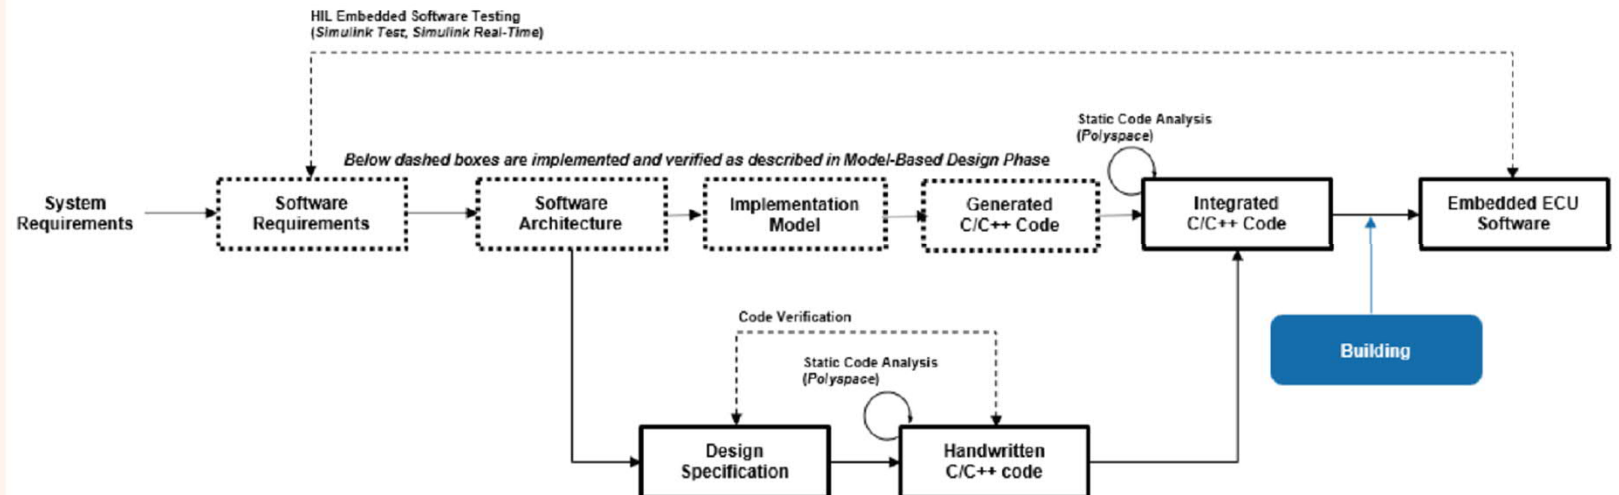 HIL Embedded Software Testing
(Simulink Test, Simulink Real-Time)
Static Code Analysis
(Polyspace)
Below dashed boxes are implemented and verified as described in Model-Based Design Phase
System
Requirements
Software
Requirements
Software
Architecture
Implementation
Model
Generated
C/C++ Code
Integrated
C/C++ Code
Embedded ECU
Software
Code Verification
Static Code Analysis
(Polyspace)
Building
Design
Specification
Handwritten
C/C++ code